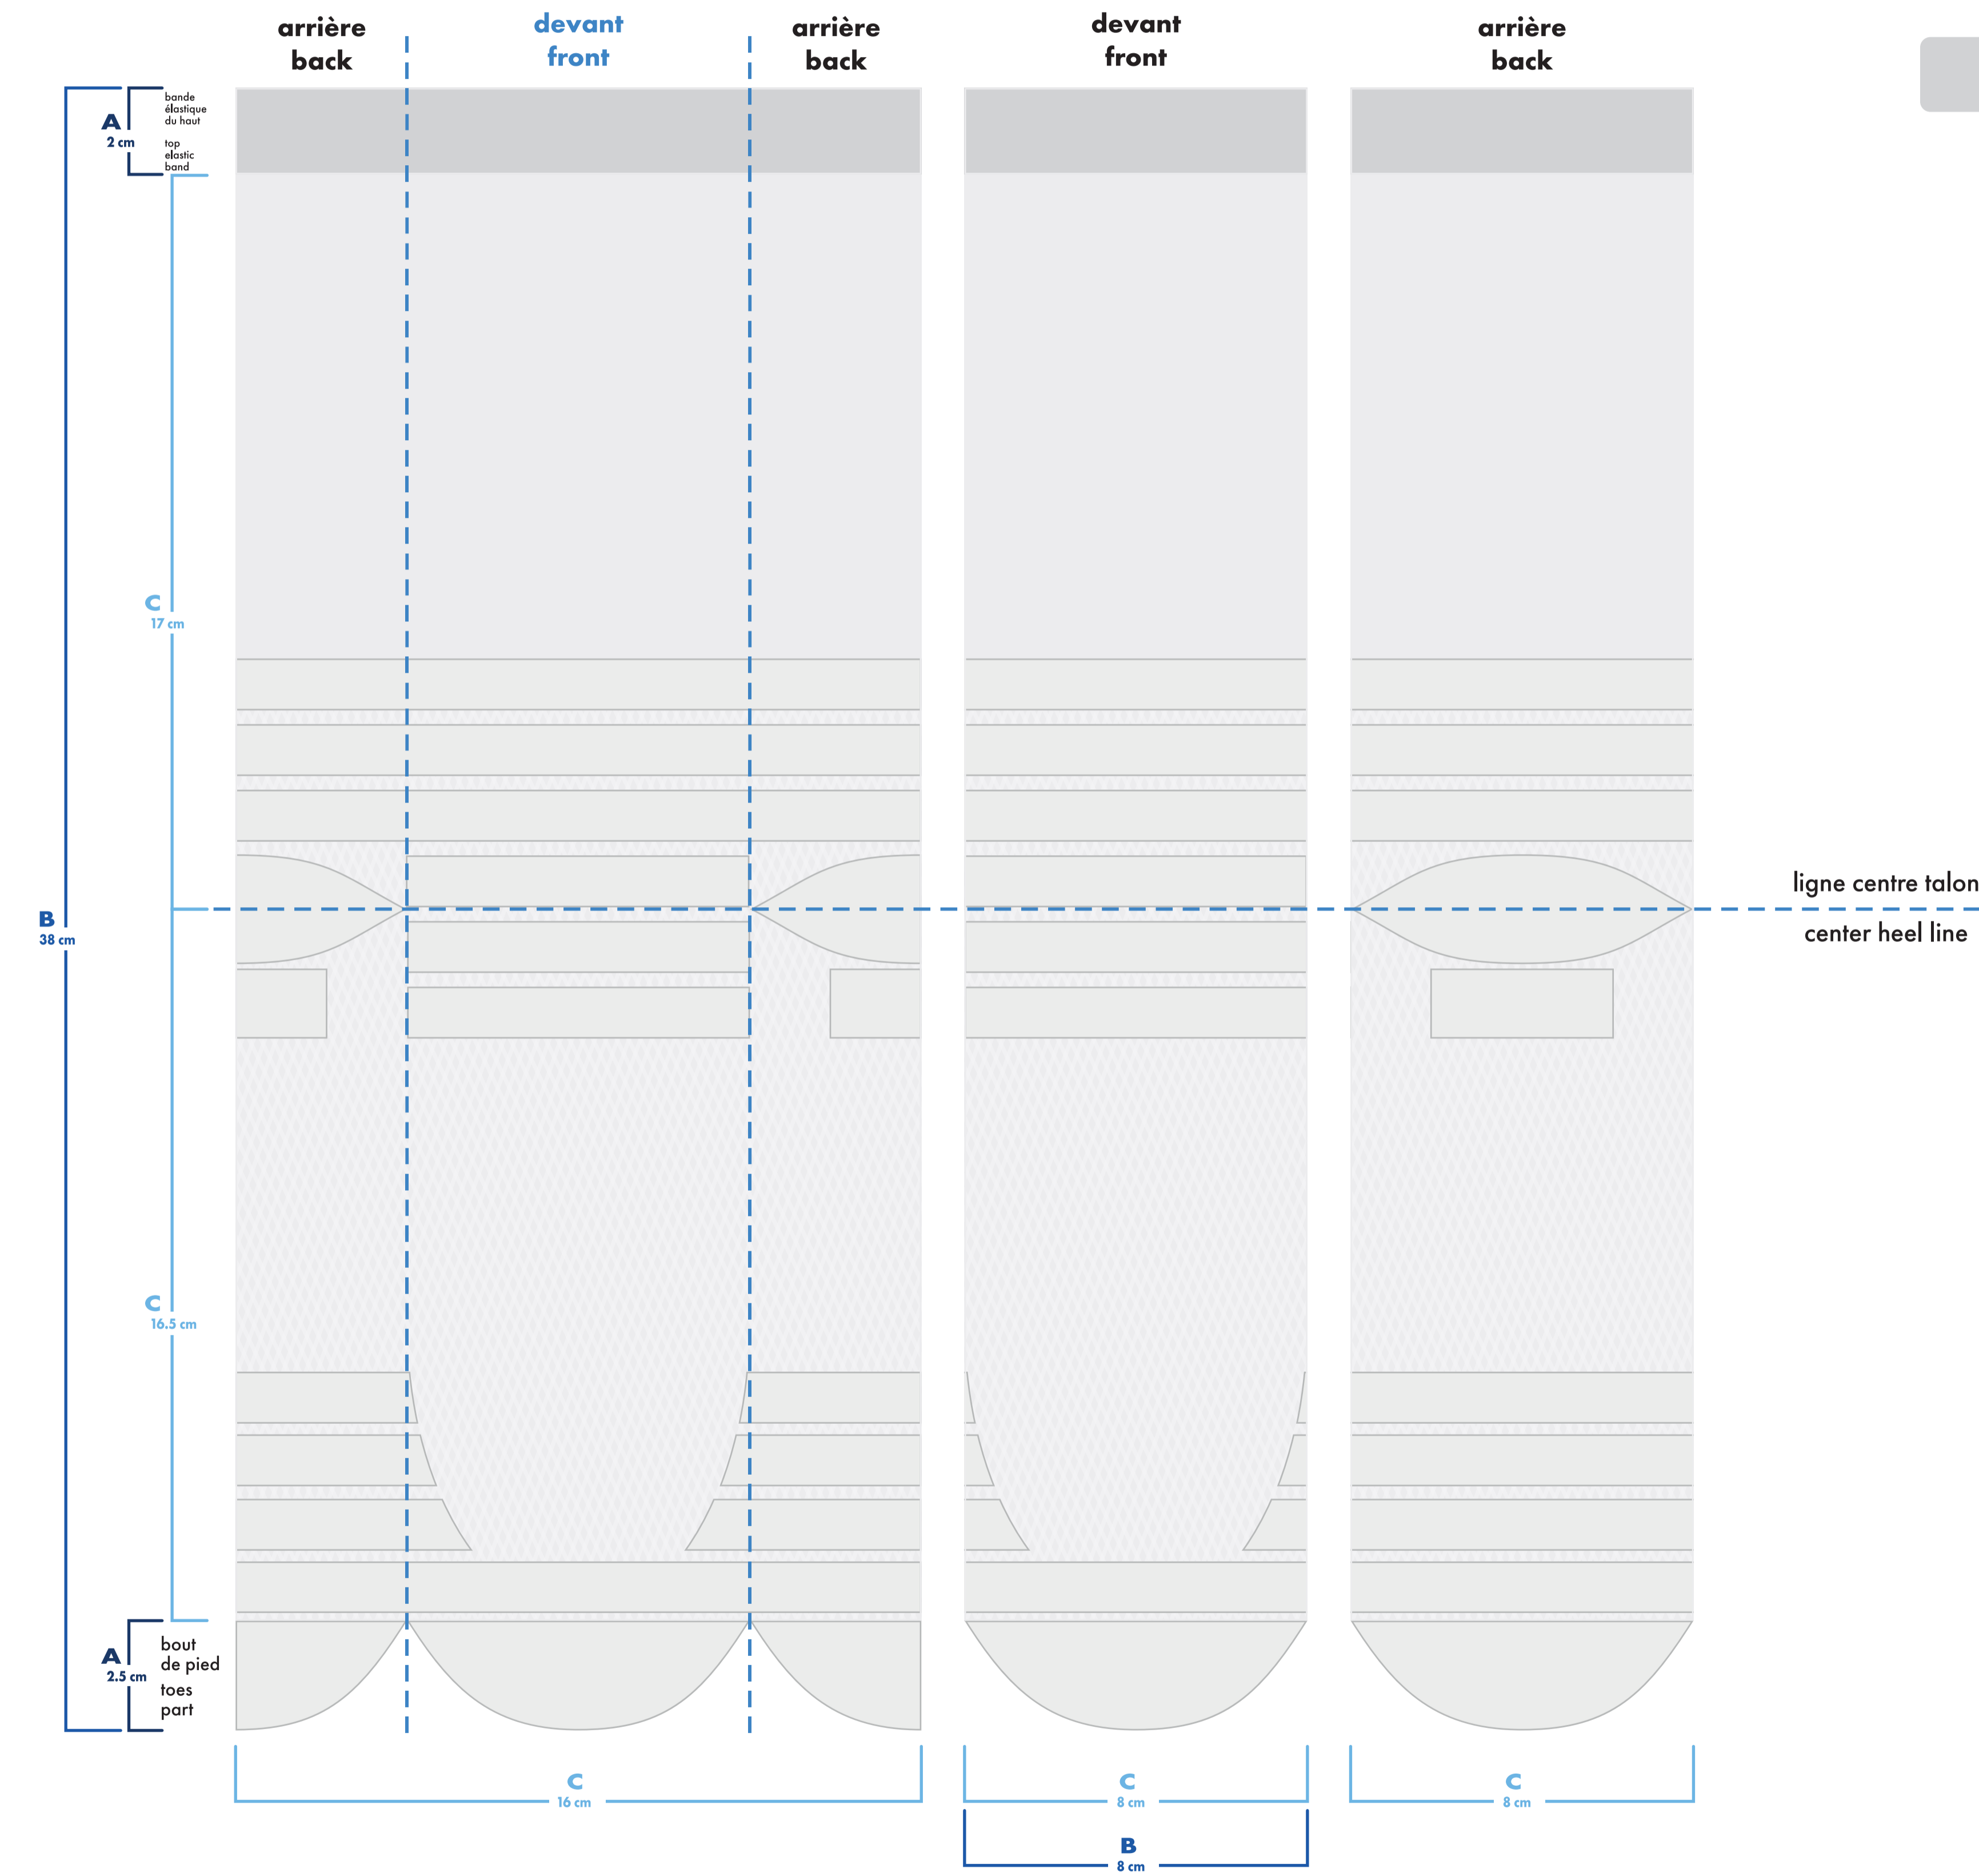 arrière
back
devant
front
arrière
back
devant
front
arrière
back
A
2 cm
bande
élastique
du haut
top
elastic
band
C
17 cm
B
38 cm
ligne centre talon
center heel line
C
16.5 cm
A
2.5 cm
bout
de pied
toes
part
C
16 cm
C
8 cm
C
8 cm
B
8 cm